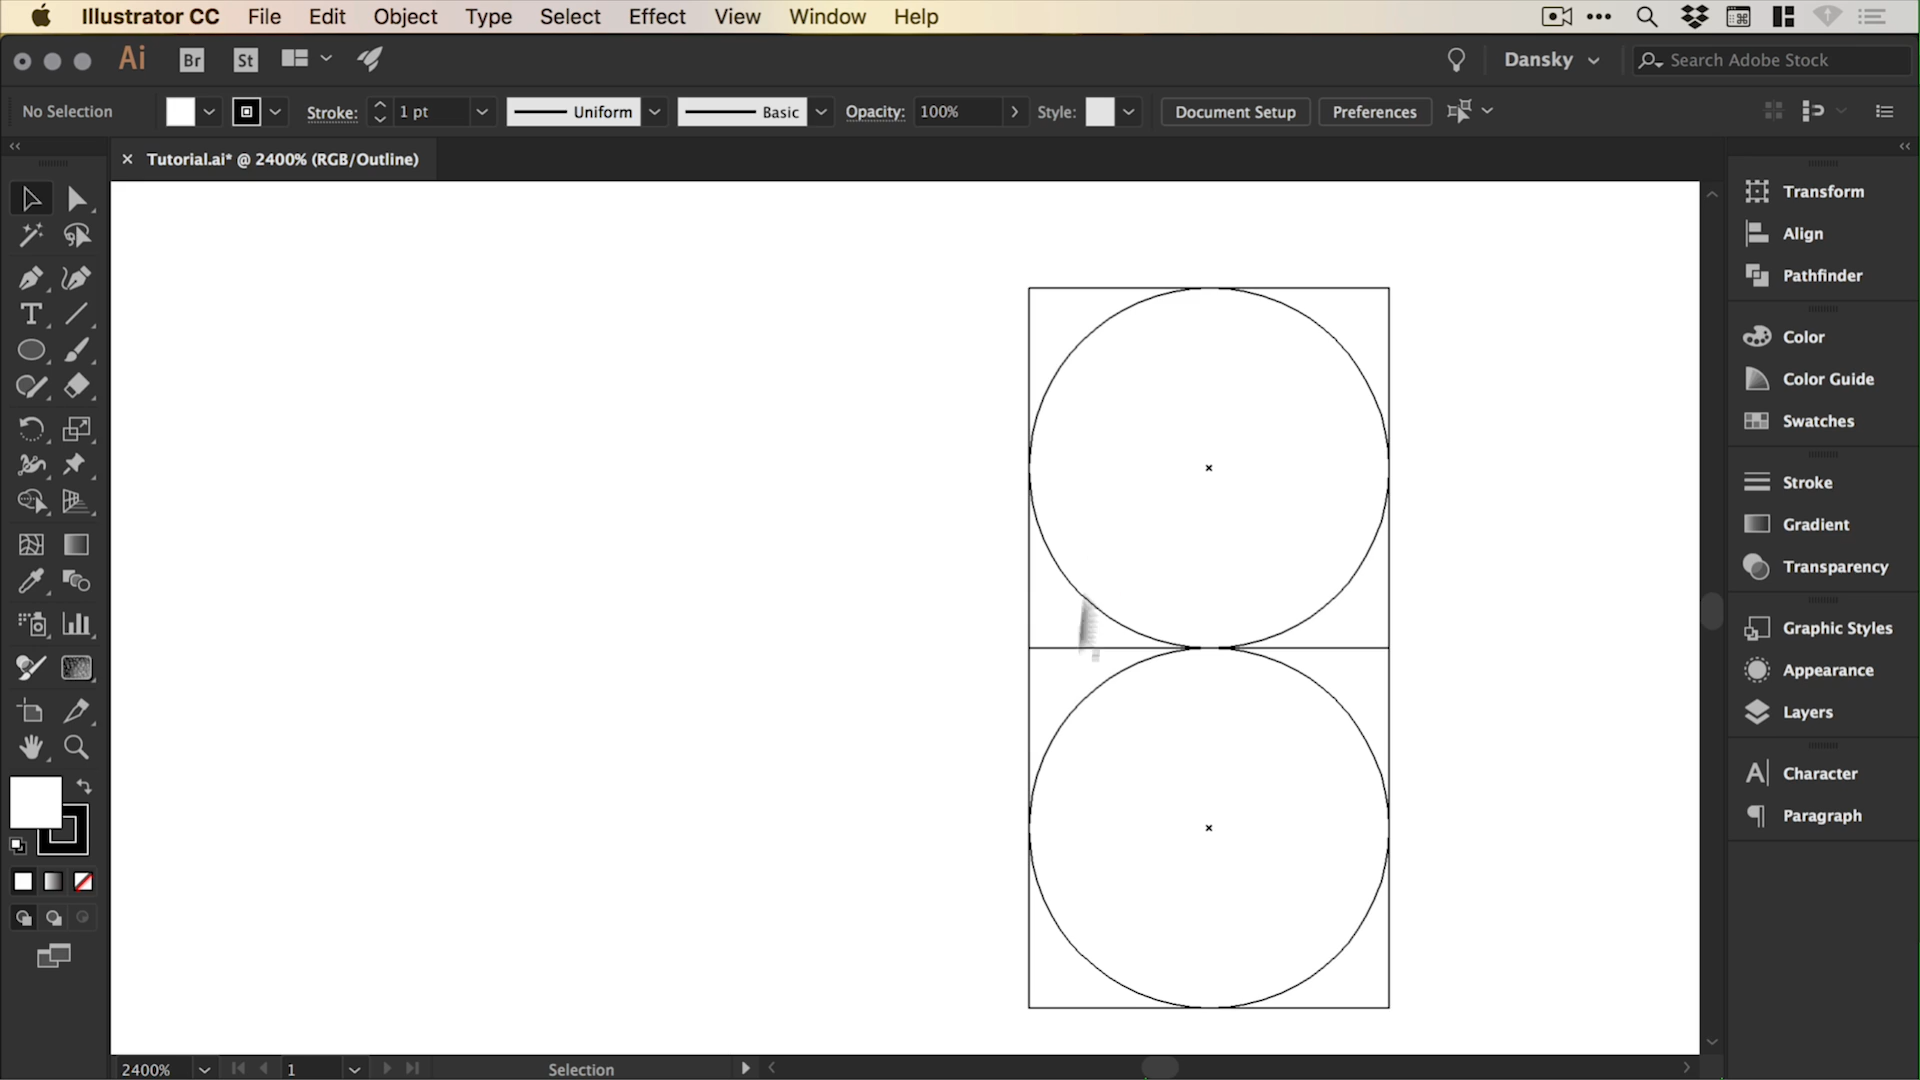 Illustrator CC File Edit Object Type Select Effect View Window Help
Ai Br St Dansky Search Adobe Stock
No Selection Stroke: 1 pt Uniform Basic Opacity: 100% Style: Document Setup Preferences
Tutorial.ai* @ 2400% (RGB/Outline)
Transform
Align
Pathfinder
Color
Color Guide
Swatches
Stroke
Gradient
Transparency
Graphic Styles
Appearance
Layers
Character
Paragraph
2400% 1 Selection